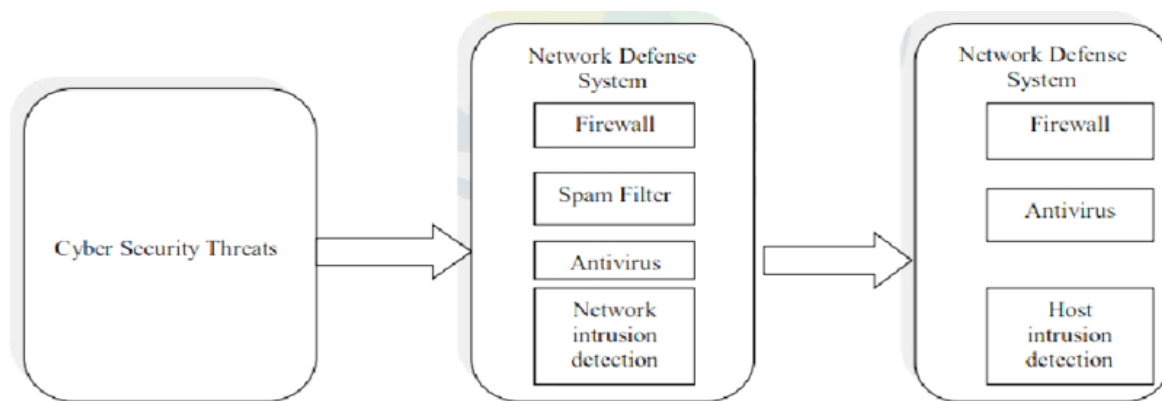 Cyber Security Threats
Network Defense
System
Firewall
Spam Filter
Antivirus
Network
intrusion
detection
Network Defense
System
Firewall
Antivirus
Host
intrusion
detection